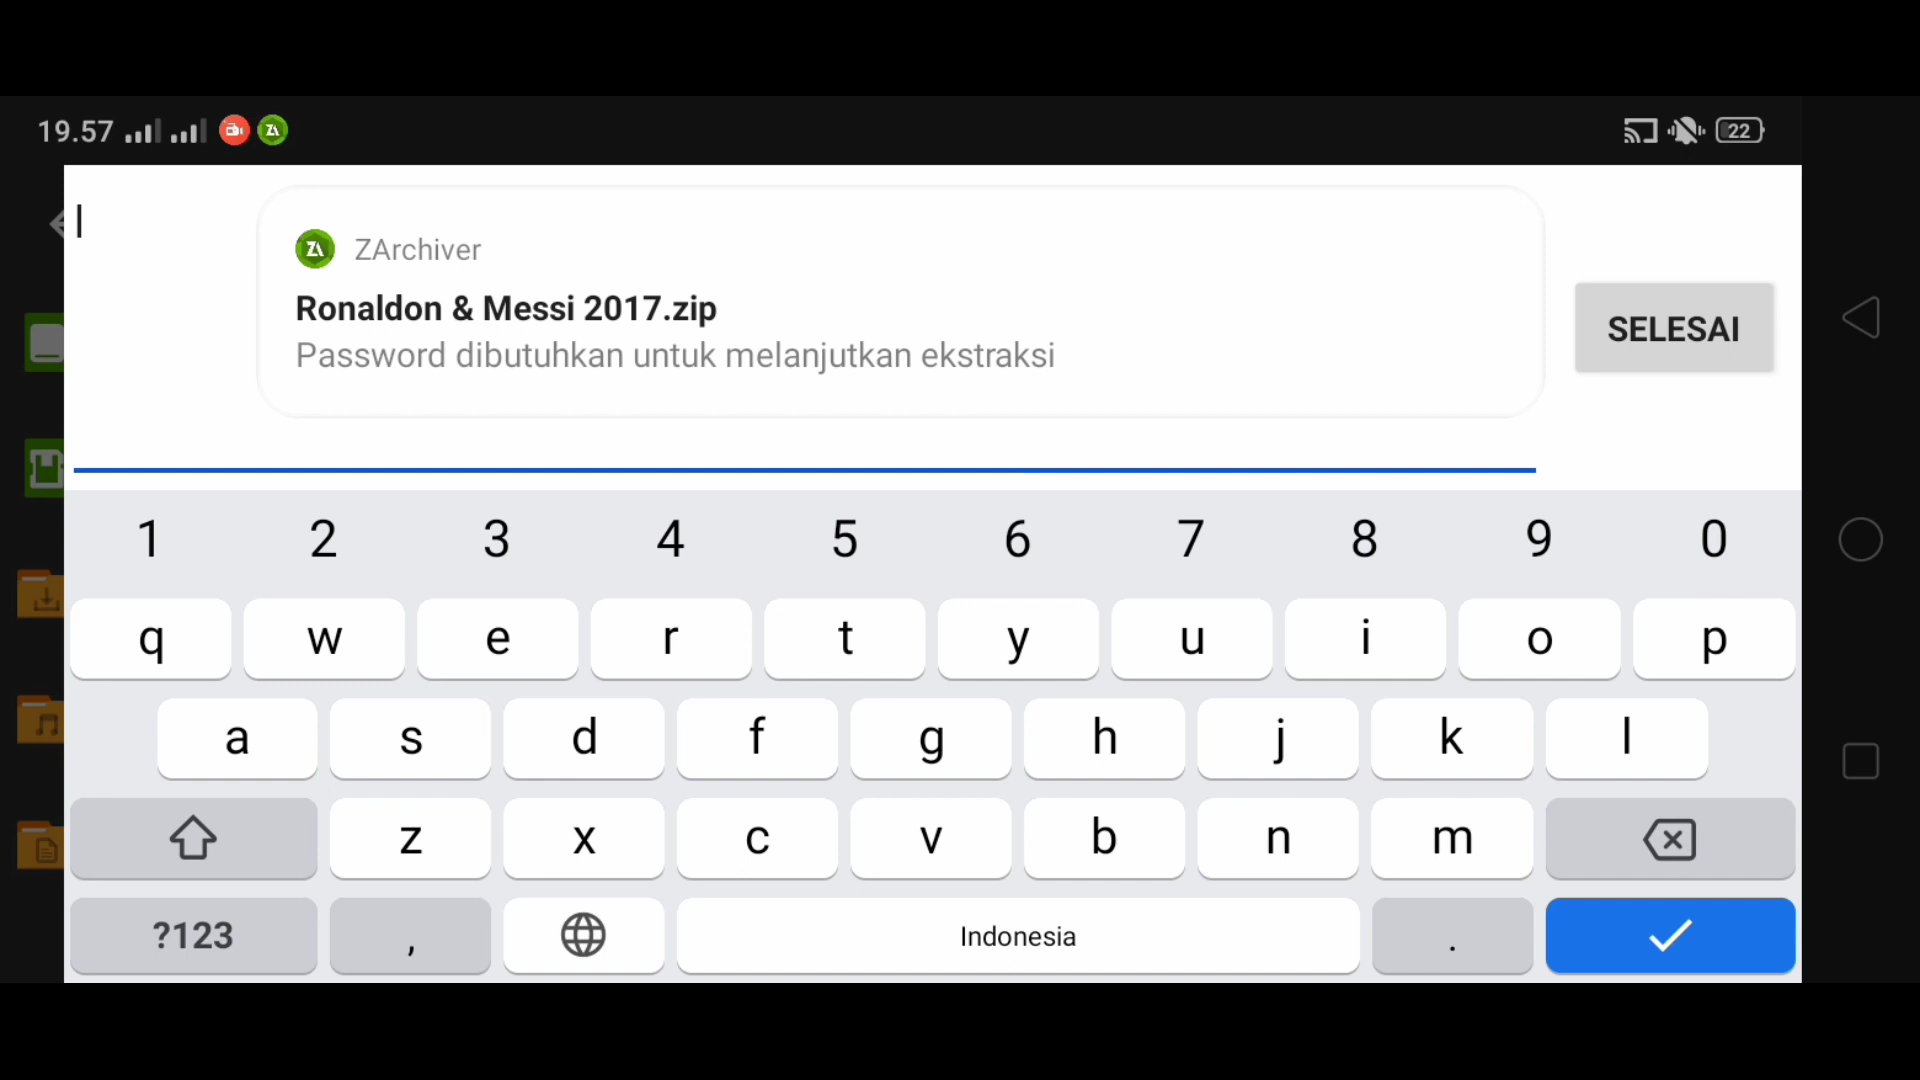 19.57
22
ZArchiver
Ronaldon & Messi 2017.zip
Password dibutuhkan untuk melanjutkan ekstraksi
SELESAI
1 2 3 4 5 6 7 8 9 0
q w e r t y u i o p
a s d f g h j k l
z x c v b n m
?123 , Indonesia .